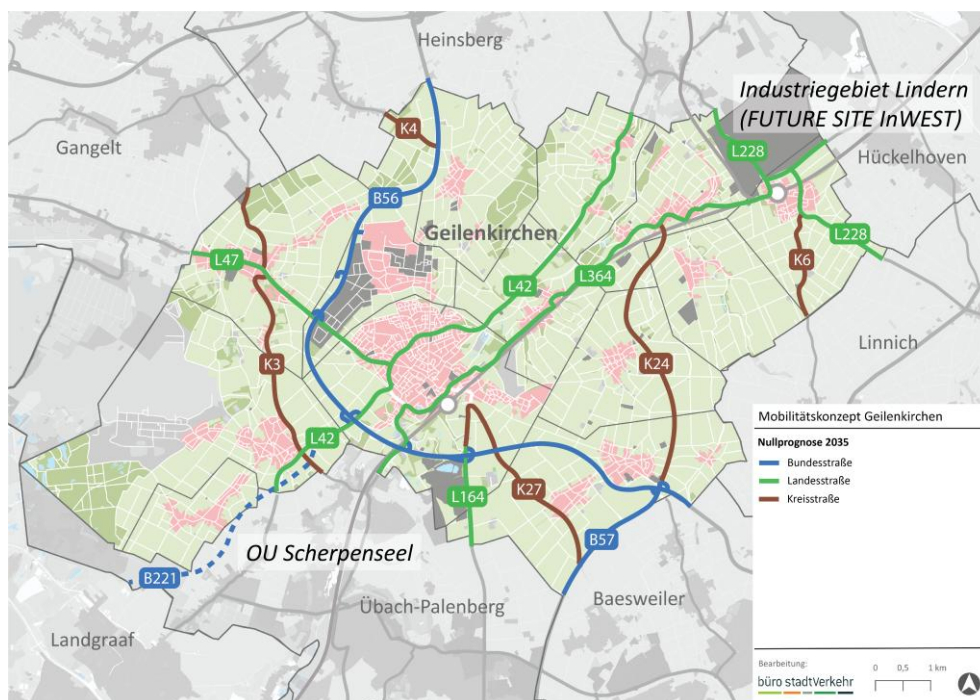 Heinsberg
Industriegebiet Lindern
(FUTURE SITE InWEST)
K4
Gangelt
L228
Hückelhoven
B56
Geilenkirchen
L47
L228
L42
L364
K6
Linnich
K3
K24
L42
Mobilitätskonzept Geilenkirchen
Nullprognose 2035
Bundesstraße
Landesstraße
Kreisstraße
K27
L164
B57
OU Scherpenseel
B221
Übach-Palenberg
Baesweiler
Landgraaf
Bearbeitung:
büro stadtVerkehr
0 0,5 1 km